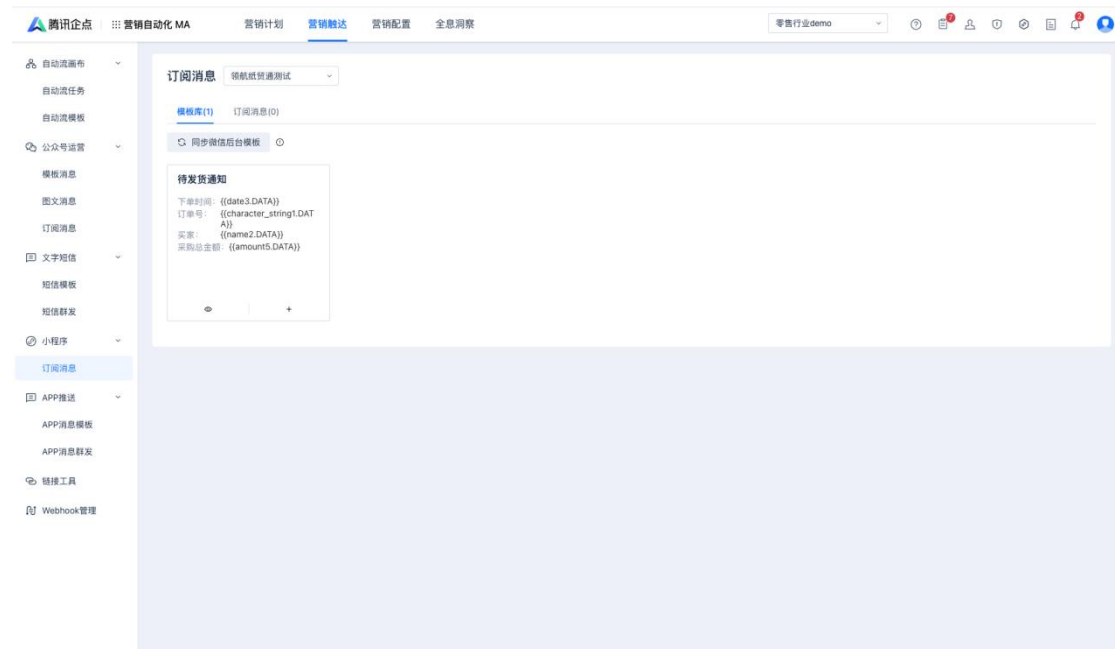 腾讯企点 营销自动化 MA 营销计划 营销触达 营销配置 全息洞察 零售行业demo 7 2
自动流画布
自动流任务
自动流模板
公众号运营
模板消息
图文消息
订阅消息
文字短信
短信模板
短信群发
小程序
订阅消息
APP推送
APP消息模板
APP消息群发
链接工具
Webhook管理
订阅消息 领航纸贸通测试
模板库(1) 订阅消息(0)
同步微信后台模板
待发货通知
下单时间: {{date3.DATA}}
订单号: {{character_string1.DAT
A}}
买家: {{name2.DATA}}
采购总金额: {{amount5.DATA}}